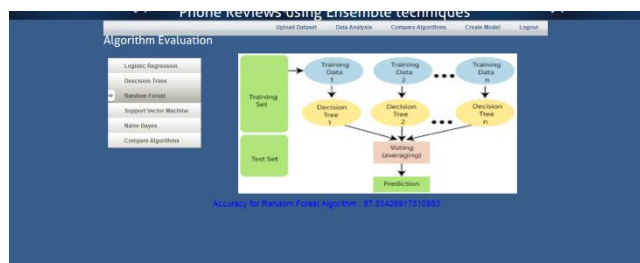 Phone Reviews using Ensemble techniques
Upload Dataset Data Analysis Compare Algorithms Create Model Logout
Algorithm Evaluation
Logistic Regression
Descision Trees
Random Forest
Support Vector Machine
Naive Bayes
Compare Algorithms
Training
Set
Test Set
Training
Data
1
Training
Data
2
Training
Data
n
Decision
Tree
1
Decision
Tree
2
Decision
Tree
n
Voting
(averaging)
Prediction
Accuracy for Random Forest Algorithm : 87.55426917510853